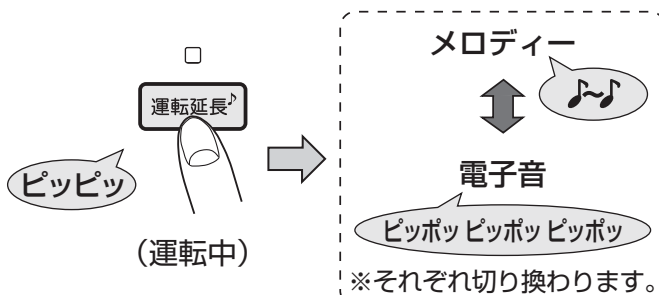 運転延長♪
ピッピッ
(運転中)
メロディー
♪~♪
電子音
ピッポッ ピッポッ ピッポッ
※それぞれ切り換わります。